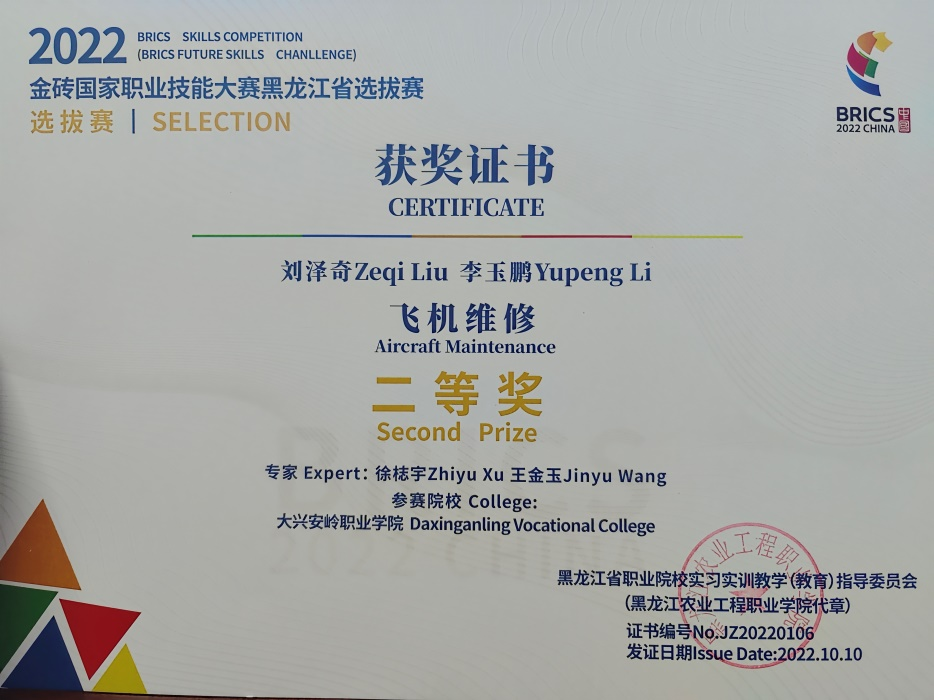 2022 BRICS SKILLS COMPETITION
(BRICS FUTURE SKILLS CHANLLENGE)
金砖国家职业技能大赛黑龙江省选拔赛
选拔赛 | SELECTION
BRICS
2022 CHINA
中国
获奖证书
CERTIFICATE
刘泽奇Zeqi Liu 李玉鹏Yupeng Li
飞机维修
Aircraft Maintenance
二等奖
Second Prize
专家 Expert: 徐梽宇Zhiyu Xu 王金玉Jinyu Wang
参赛院校 College:
大兴安岭职业学院 Daxinganling Vocational College
黑龙江省职业院校实习实训教学(教育)指导委员会
(黑龙江农业工程职业学院代章)
证书编号No.JZ20220106
发证日期Issue Date:2022.10.10